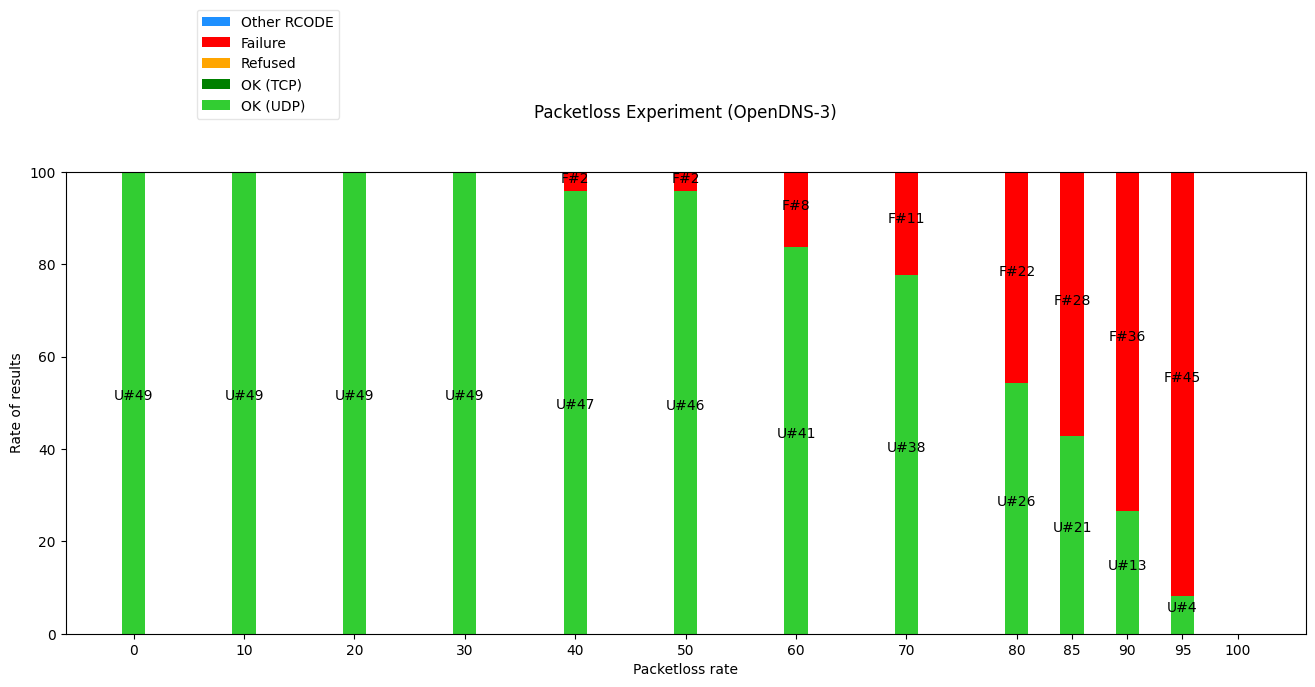 Other RCODE
Failure
Refused
OK (TCP)
OK (UDP)
Packetloss Experiment (OpenDNS-3)
Rate of results
100
80
60
40
20
0
F#2
F#2
F#8
F#11
F#22
F#28
F#36
F#45
U#49
U#49
U#49
U#49
U#47
U#46
U#41
U#38
U#26
U#21
U#13
U#4
0 10 20 30 40 50 60 70 80 85 90 95 100
Packetloss rate